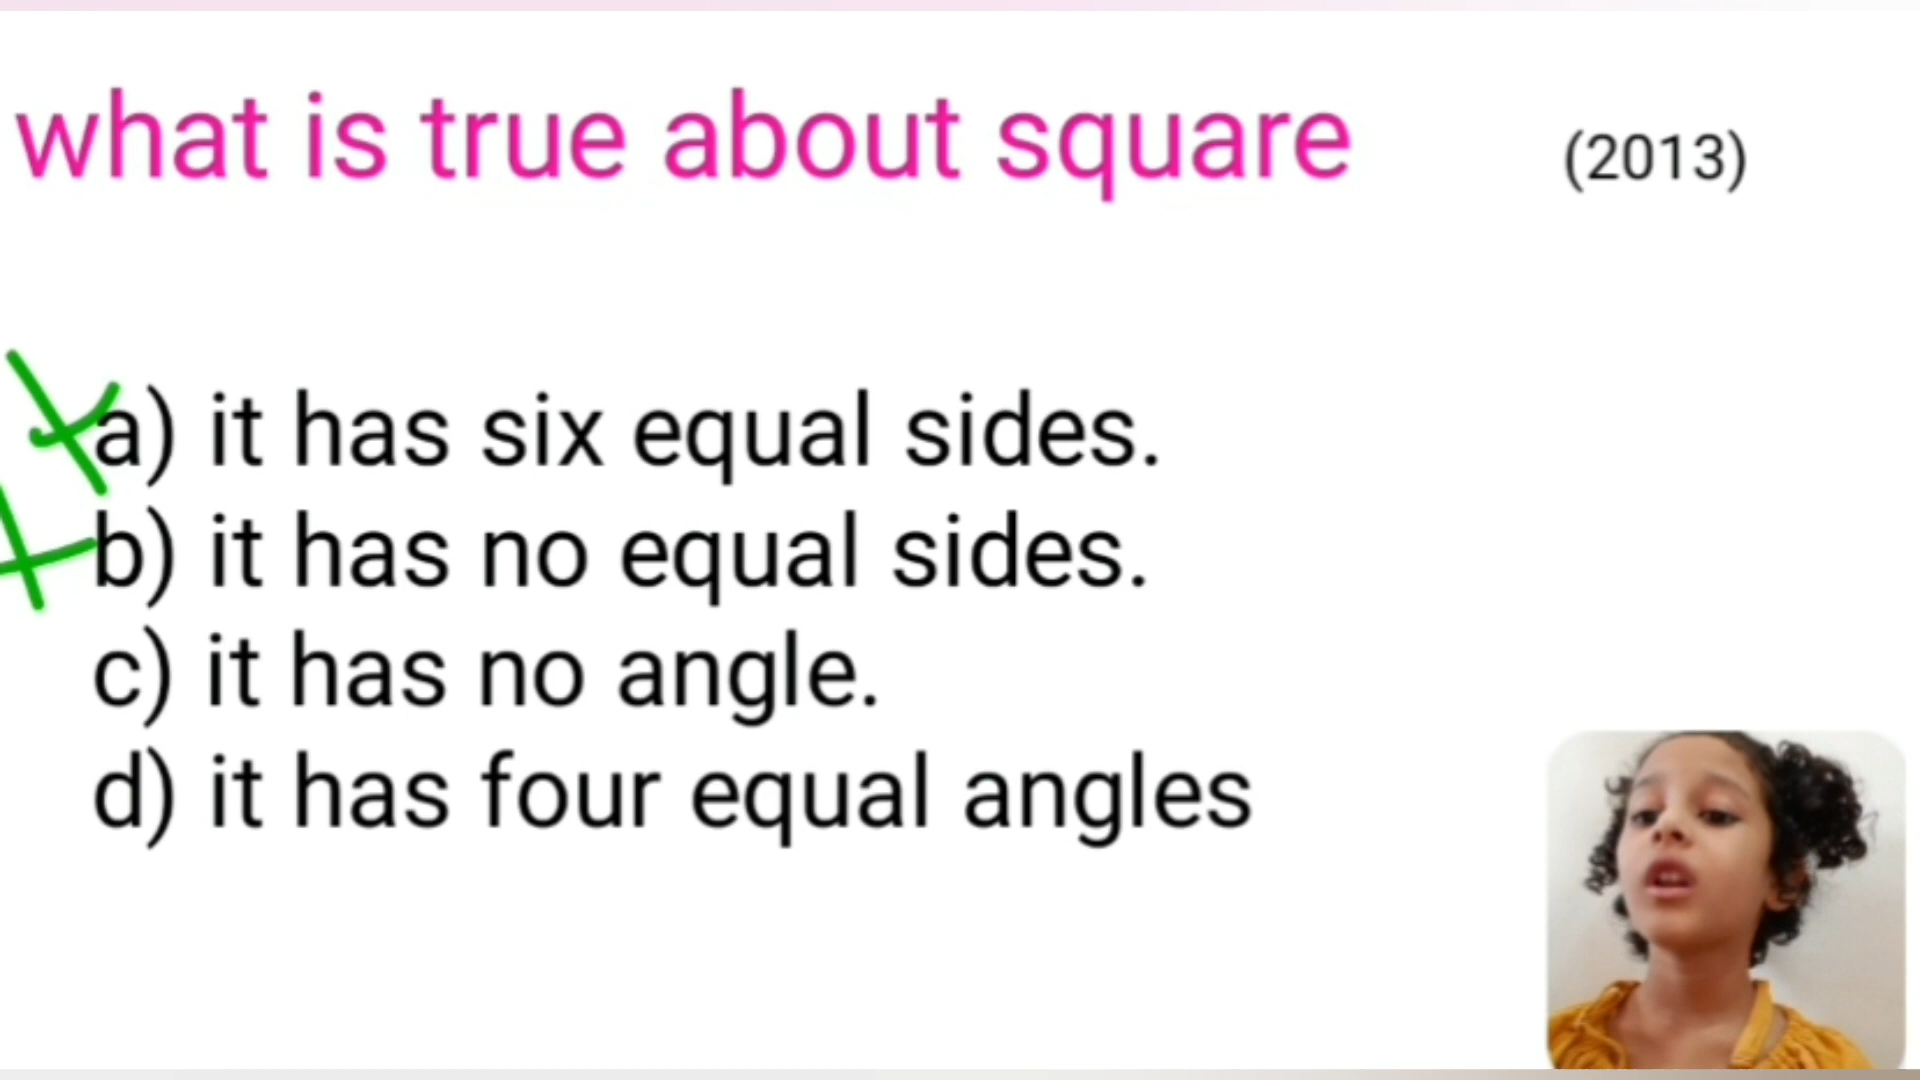 what is true about square (2013)
a) it has six equal sides.
b) it has no equal sides.
c) it has no angle.
d) it has four equal angles